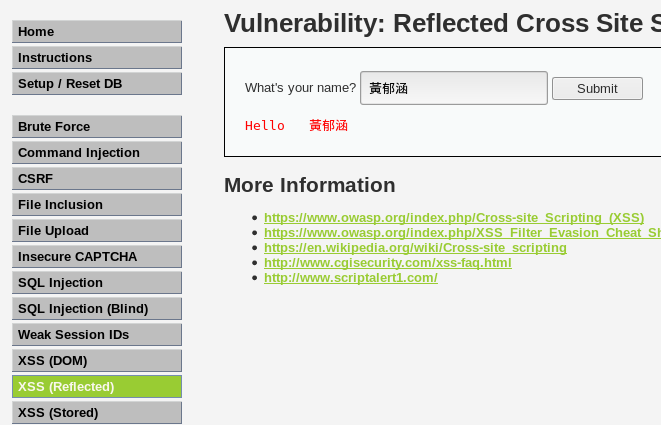 Home
Instructions
Setup / Reset DB
Brute Force
Command Injection
CSRF
File Inclusion
File Upload
Insecure CAPTCHA
SQL Injection
SQL Injection (Blind)
Weak Session IDs
XSS (DOM)
XSS (Reflected)
XSS (Stored)
Vulnerability: Reflected Cross Site S
What's your name? 黃郁涵 Submit
Hello 黃郁涵
More Information
https://www.owasp.org/index.php/Cross-site_Scripting_(XSS)
https://www.owasp.org/index.php/XSS_Filter_Evasion_Cheat_Sh
https://en.wikipedia.org/wiki/Cross-site_scripting
http://www.cgisecurity.com/xss-faq.html
http://www.scriptalert1.com/